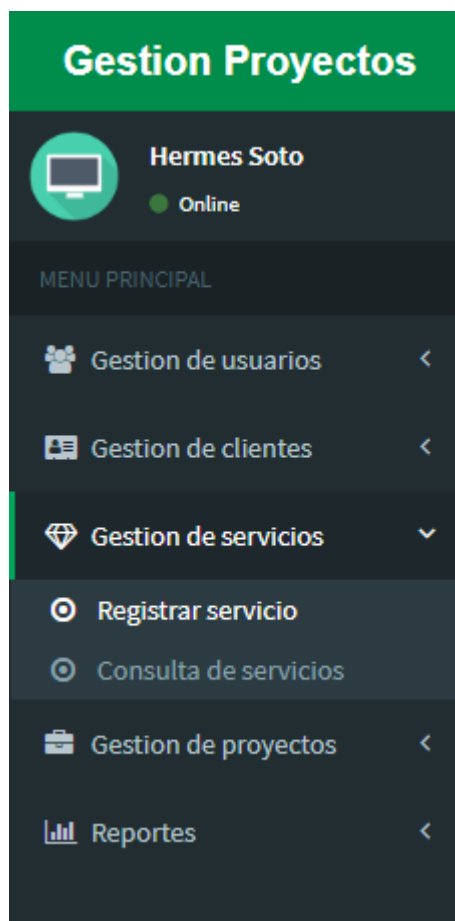 Gestion Proyectos
Hermes Soto
Online
MENU PRINCIPAL
Gestion de usuarios
Gestion de clientes
Gestion de servicios
Registrar servicio
Consulta de servicios
Gestion de proyectos
Reportes